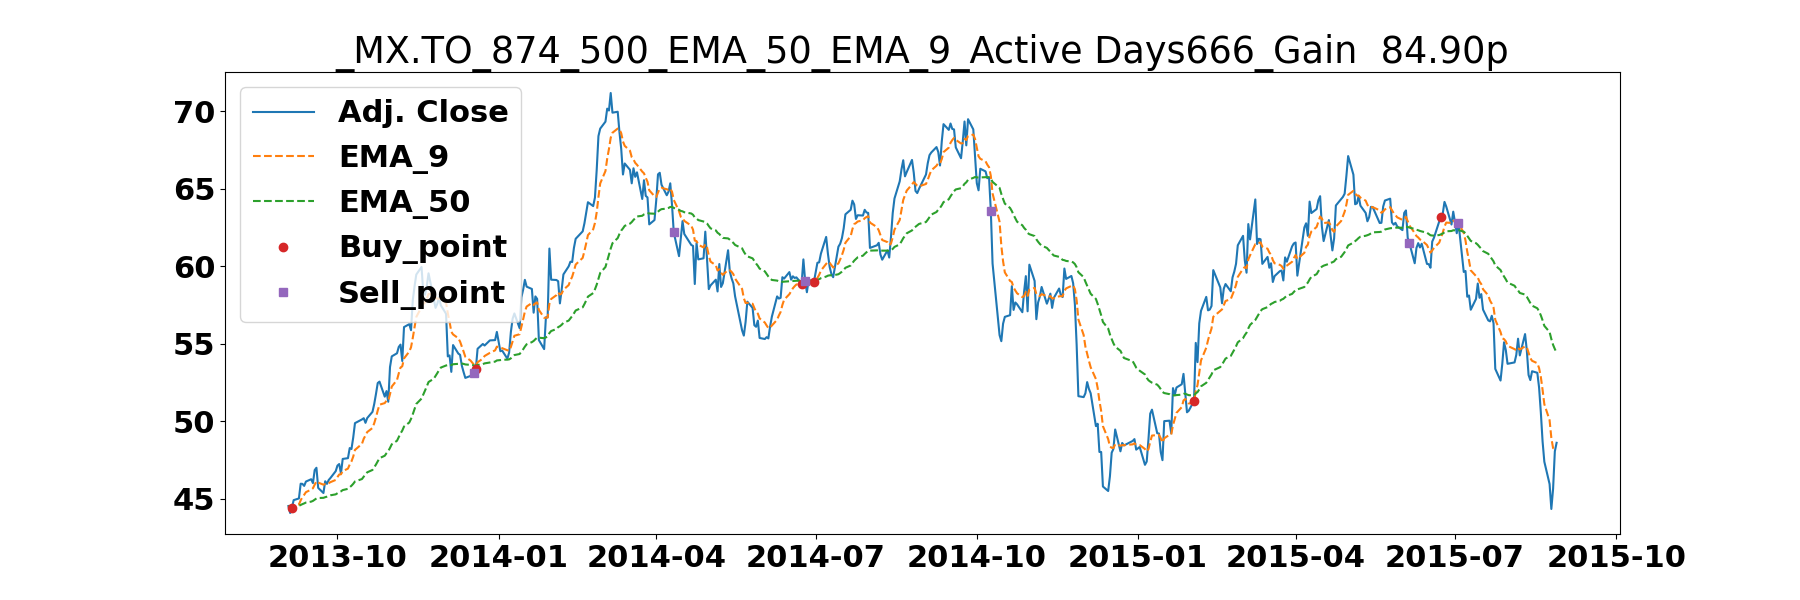 _MX.TO_874_500_EMA_50_EMA_9_Active Days666_Gain  84.90p
70
65
60
55
50
45
Adj. Close
EMA_9
EMA_50
Buy_point
Sell_point
2013-10 2014-01 2014-04 2014-07 2014-10 2015-01 2015-04 2015-07 2015-10